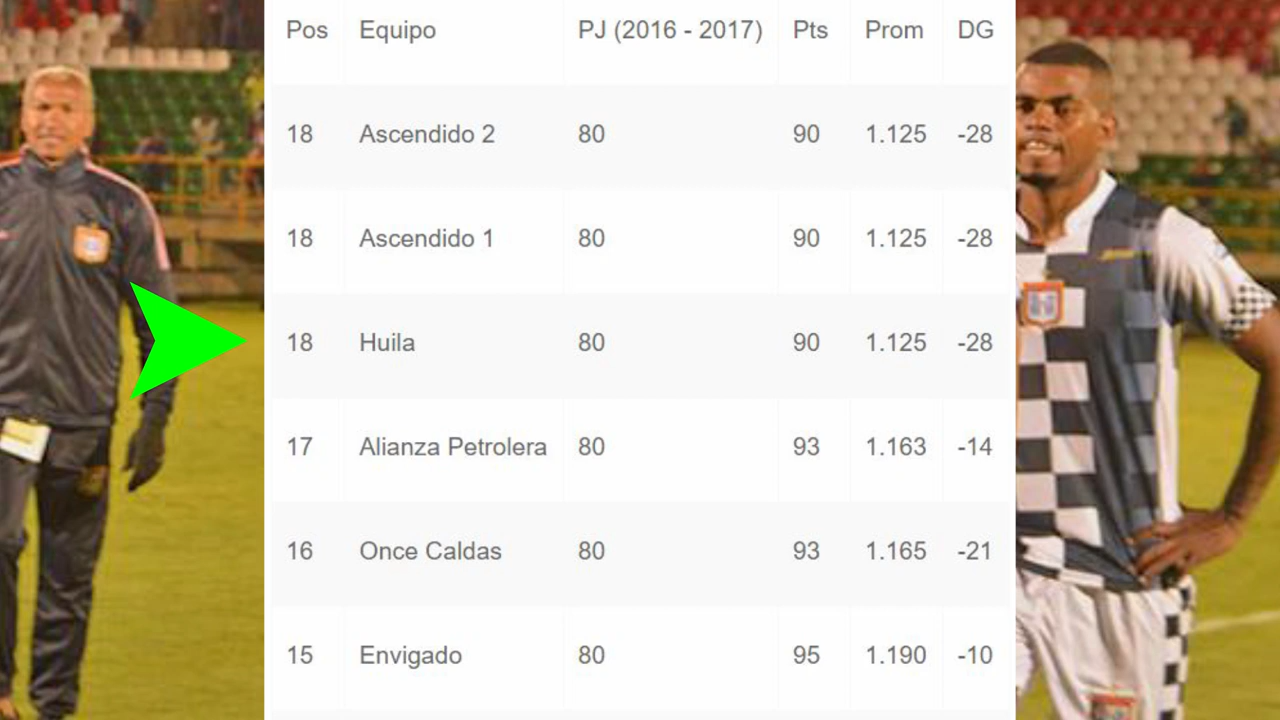 Pos Equipo PJ (2016 - 2017) Pts Prom DG
18 Ascendido 2 80 90 1.125 -28
18 Ascendido 1 80 90 1.125 -28
18 Huila 80 90 1.125 -28
17 Alianza Petrolera 80 93 1.163 -14
16 Once Caldas 80 93 1.165 -21
15 Envigado 80 95 1.190 -10